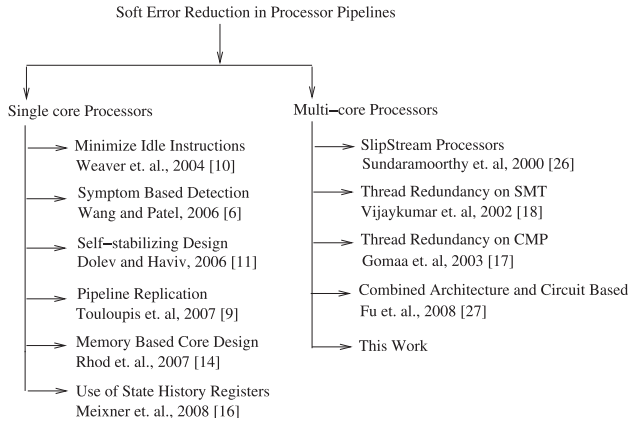 Soft Error Reduction in Processor Pipelines
Single core Processors
Minimize Idle Instructions
Weaver et. al., 2004 [10]
Symptom Based Detection
Wang and Patel, 2006 [6]
Self-stabilizing Design
Dolev and Haviv, 2006 [11]
Pipeline Replication
Touloupis et. al, 2007 [9]
Memory Based Core Design
Rhod et. al., 2007 [14]
Use of State History Registers
Meixner et. al., 2008 [16]
Multi-core Processors
SlipStream Processors
Sundaramoorthy et. al, 2000 [26]
Thread Redundancy on SMT
Vijaykumar et. al, 2002 [18]
Thread Redundancy on CMP
Gomaa et. al, 2003 [17]
Combined Architecture and Circuit Based
Fu et. al., 2008 [27]
This Work